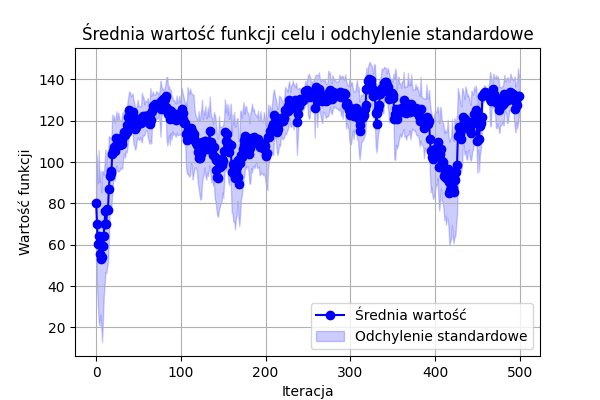 Średnia wartość funkcji celu i odchylenie standardowe
Wartość funkcji
140
120
100
80
60
40
20
Średnia wartość
Odchylenie standardowe
0 100 200 300 400 500
Iteracja